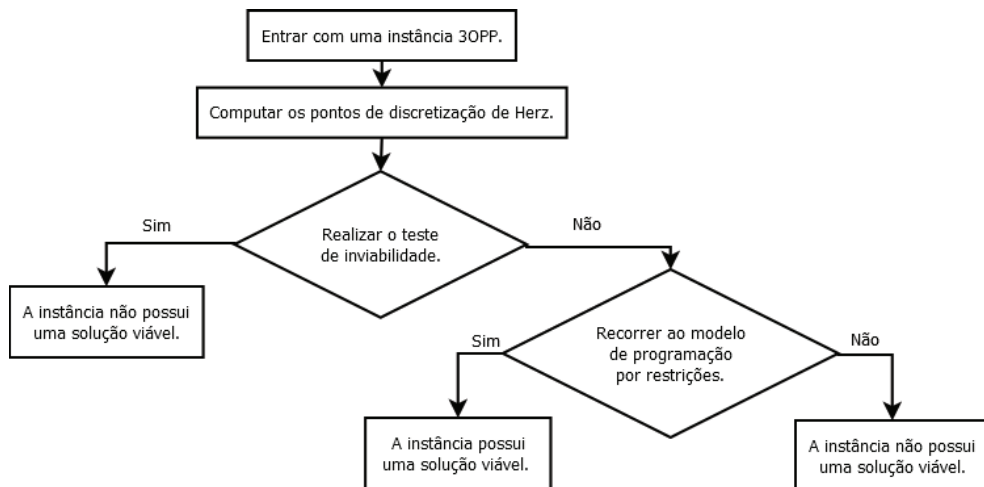 Entrar com uma instância 3OPP.
Computar os pontos de discretização de Herz.
Sim
Não
Realizar o teste
de inviabilidade.
A instância não possui
uma solução viável.
Sim
Não
Recorrer ao modelo
de programação
por restrições.
A instância possui
uma solução viável.
A instância não possui
uma solução viável.